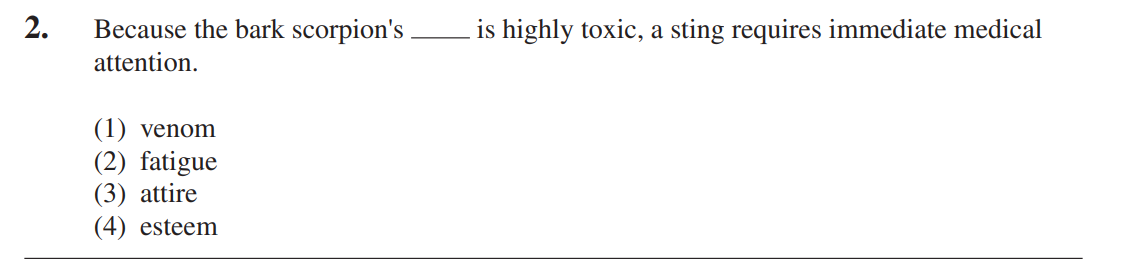 2. Because the bark scorpion's ____ is highly toxic, a sting requires immediate medical
attention.
(1) venom
(2) fatigue
(3) attire
(4) esteem